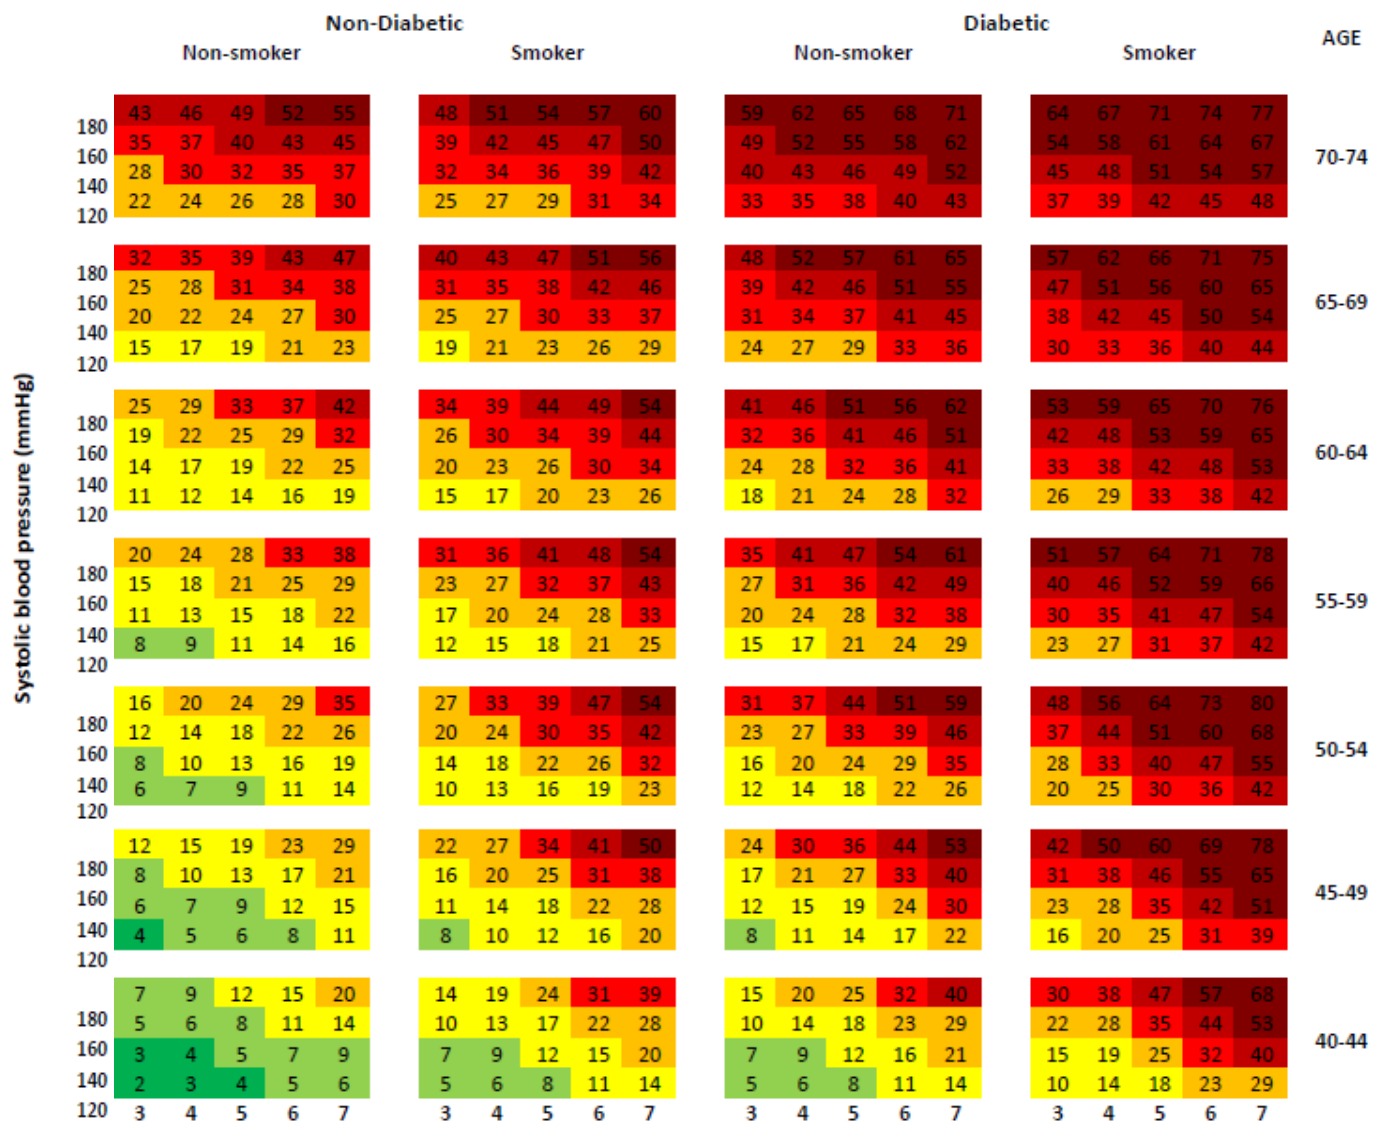 Non-Diabetic Diabetic
Non-smoker Smoker Non-smoker Smoker AGE
43 46 49 52 55 48 51 54 57 60 59 62 65 68 71 64 67 71 74 77
180
35 37 40 43 45 39 42 45 47 50 49 52 55 58 62 54 58 61 64 67
160 70-74
28 30 32 35 37 32 34 36 39 42 40 43 46 49 52 45 48 51 54 57
140
22 24 26 28 30 25 27 29 31 34 33 35 38 40 43 37 39 42 45 48
120
32 35 39 43 47 40 43 47 51 56 48 52 57 61 65 57 62 66 71 75
180
25 28 31 34 38 31 35 38 42 46 39 42 46 51 55 47 51 56 60 65
160 65-69
20 22 24 27 30 25 27 30 33 37 31 34 37 41 45 38 42 45 50 54
140
15 17 19 21 23 19 21 23 26 29 24 27 29 33 36 30 33 36 40 44
120
Systolic blood pressure (mmHg)
25 29 33 37 42 34 39 44 49 54 41 46 51 56 62 53 59 65 70 76
180
19 22 25 29 32 26 30 34 39 44 32 36 41 46 51 42 48 53 59 65
160 60-64
14 17 19 22 25 20 23 26 30 34 24 28 32 36 41 33 38 42 48 53
140
11 12 14 16 19 15 17 20 23 26 18 21 24 28 32 26 29 33 38 42
120
20 24 28 33 38 31 36 41 48 54 35 41 47 54 61 51 57 64 71 78
180
15 18 21 25 29 23 27 32 37 43 27 31 36 42 49 40 46 52 59 66
160 55-59
11 13 15 18 22 17 20 24 28 33 20 24 28 32 38 30 35 41 47 54
140
8 9 11 14 16 12 15 18 21 25 15 17 21 24 29 23 27 31 37 42
120
16 20 24 29 35 27 33 39 47 54 31 37 44 51 59 48 56 64 73 80
180
12 14 18 22 26 20 24 30 35 42 23 27 33 39 46 37 44 51 60 68
160 50-54
8 10 13 16 19 14 18 22 26 32 16 20 24 29 35 28 33 40 47 55
140
6 7 9 11 14 10 13 16 19 23 12 14 18 22 26 20 25 30 36 42
120
12 15 19 23 29 22 27 34 41 50 24 30 36 44 53 42 50 60 69 78
180
8 10 13 17 21 16 20 25 31 38 17 21 27 33 40 31 38 46 55 65
160 45-49
6 7 9 12 15 11 14 18 22 28 12 15 19 24 30 23 28 35 42 51
140
4 5 6 8 11 8 10 12 16 20 8 11 14 17 22 16 20 25 31 39
120
7 9 12 15 20 14 19 24 31 39 15 20 25 32 40 30 38 47 57 68
180
5 6 8 11 14 10 13 17 22 28 10 14 18 23 29 22 28 35 44 53
160 40-44
3 4 5 7 9 7 9 12 15 20 7 9 12 16 21 15 19 25 32 40
140
2 3 4 5 6 5 6 8 11 14 5 6 8 11 14 10 14 18 23 29
120 3 4 5 6 7 3 4 5 6 7 3 4 5 6 7 3 4 5 6 7